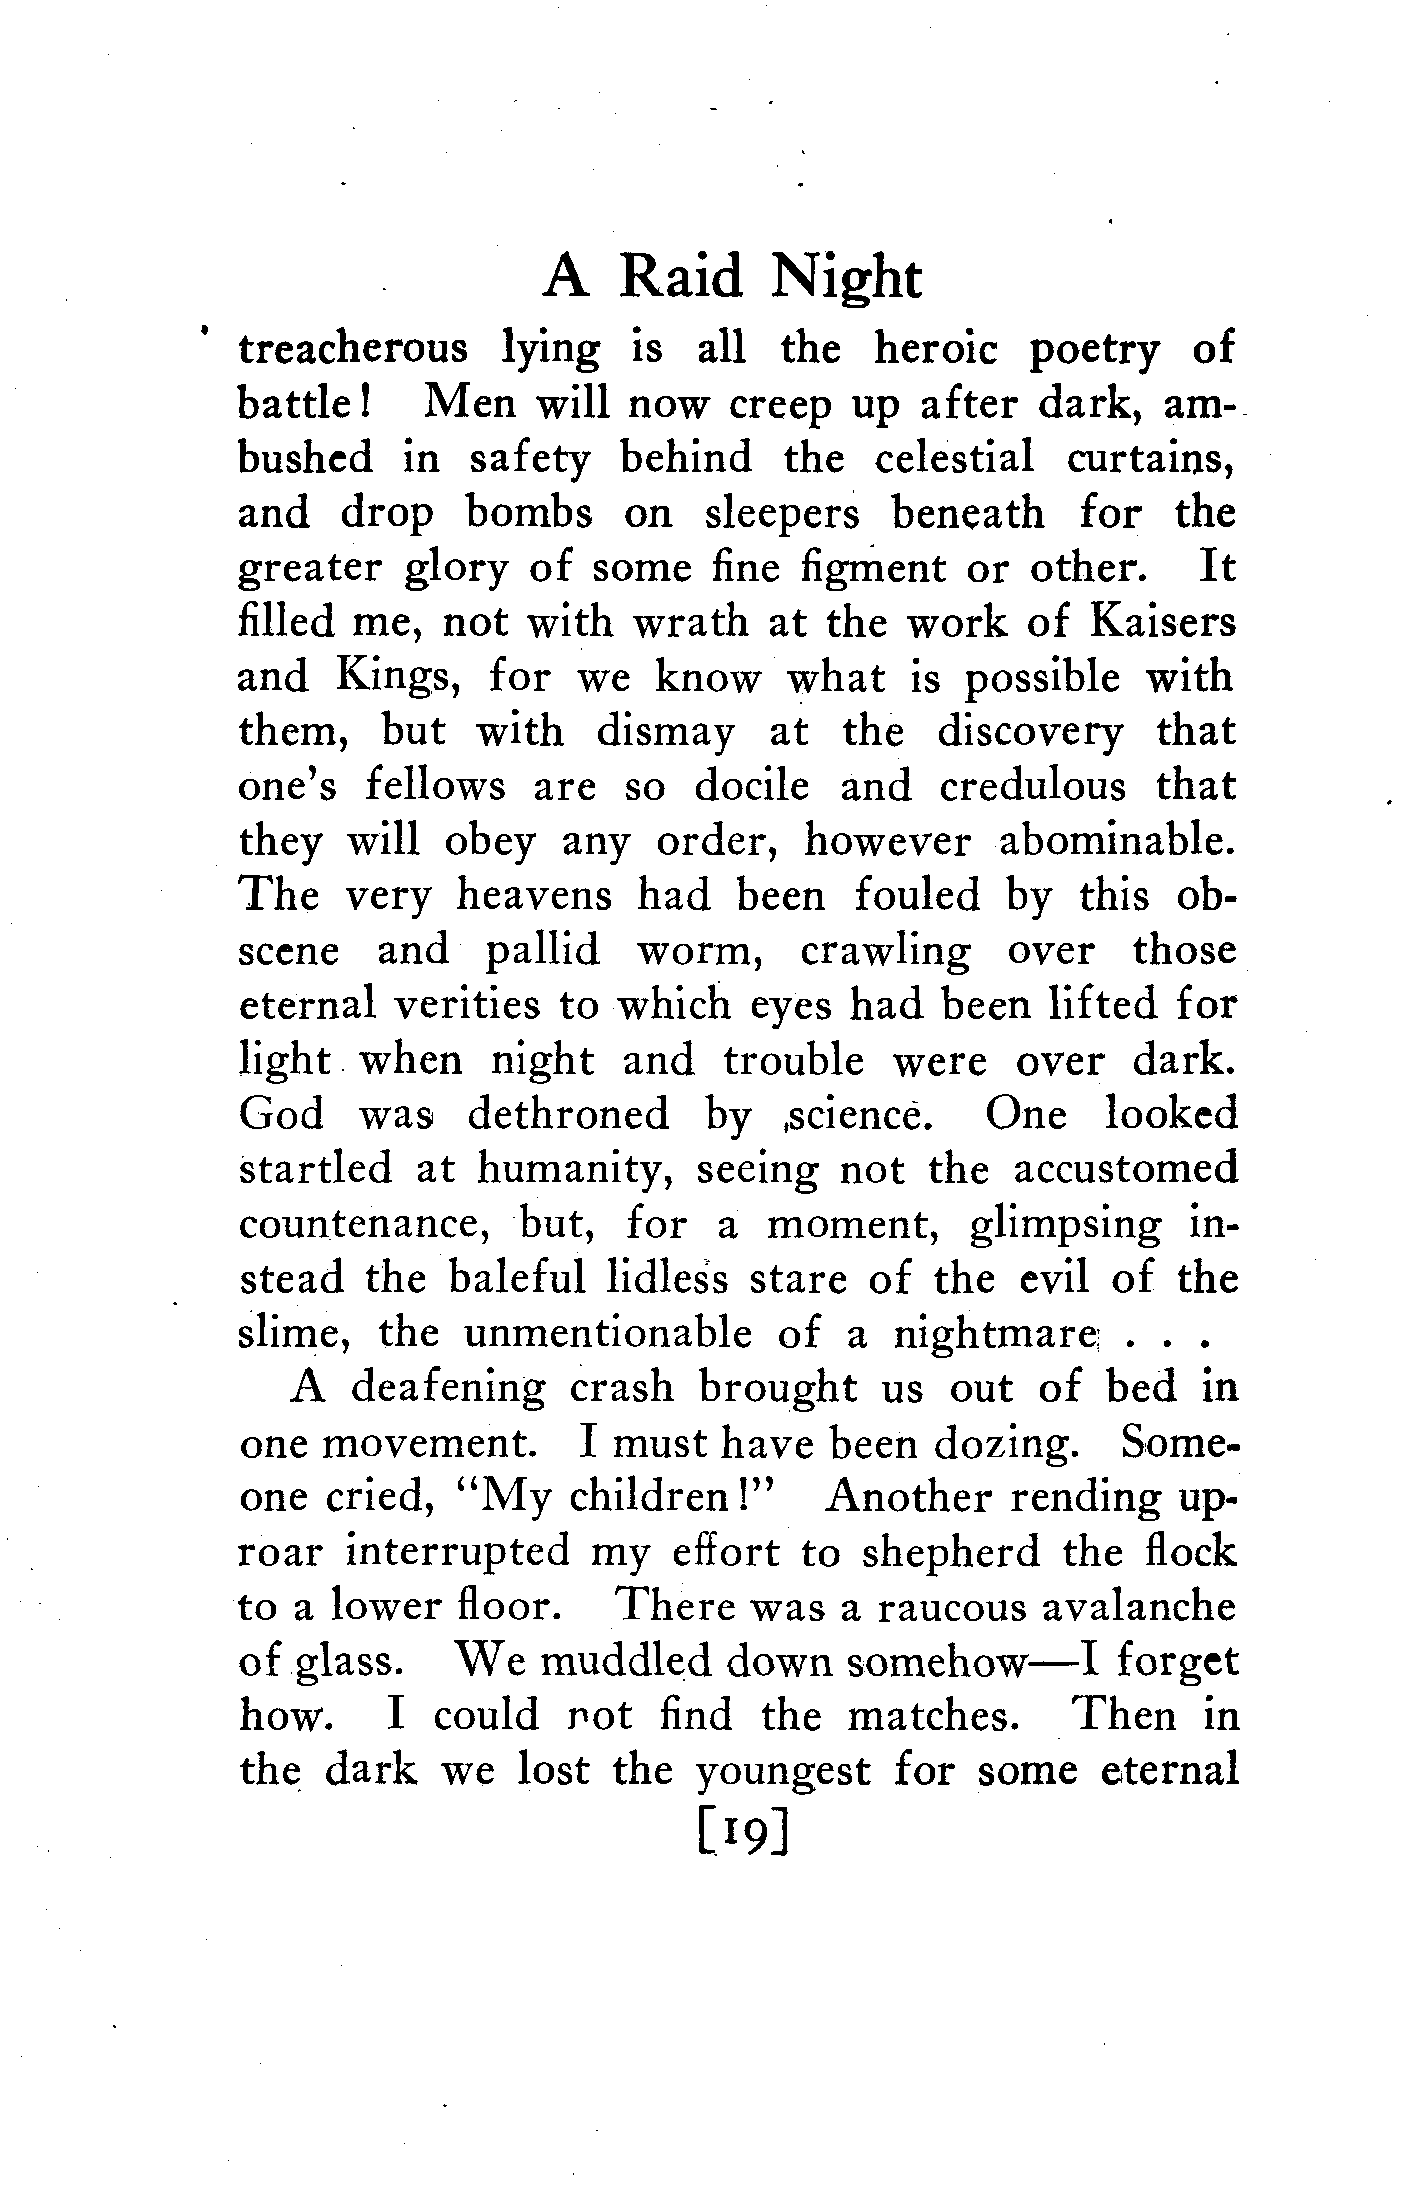 A Raid Night
treacherous lying is all the heroic poetry of
battle! Men will now creep up after dark, am-
bushed in safety behind the celestial curtains,
and drop bombs on sleepers beneath for the
greater glory of some fine figment or other. It
filled me, not with wrath at the work of Kaisers
and Kings, for we know what is possible with
them, but with dismay at the discovery that
one's fellows are so docile and credulous that
they will obey any order, however abominable.
The very heavens had been fouled by this ob-
scene and pallid worm, crawling over those
eternal verities to which eyes had been lifted for
light when night and trouble were over dark.
God was dethroned by science. One looked
startled at humanity, seeing not the accustomed
countenance, but, for a moment, glimpsing in-
stead the baleful lidless stare of the evil of the
slime, the unmentionable of a nightmare; . . .
A deafening crash brought us out of bed in
one movement. I must have been dozing. Some-
one cried, "My children!" Another rending up-
roar interrupted my effort to shepherd the flock
to a lower floor. There was a raucous avalanche
of glass. We muddled down somehow—I forget
how. I could not find the matches. Then in
the dark we lost the youngest for some eternal
[19]